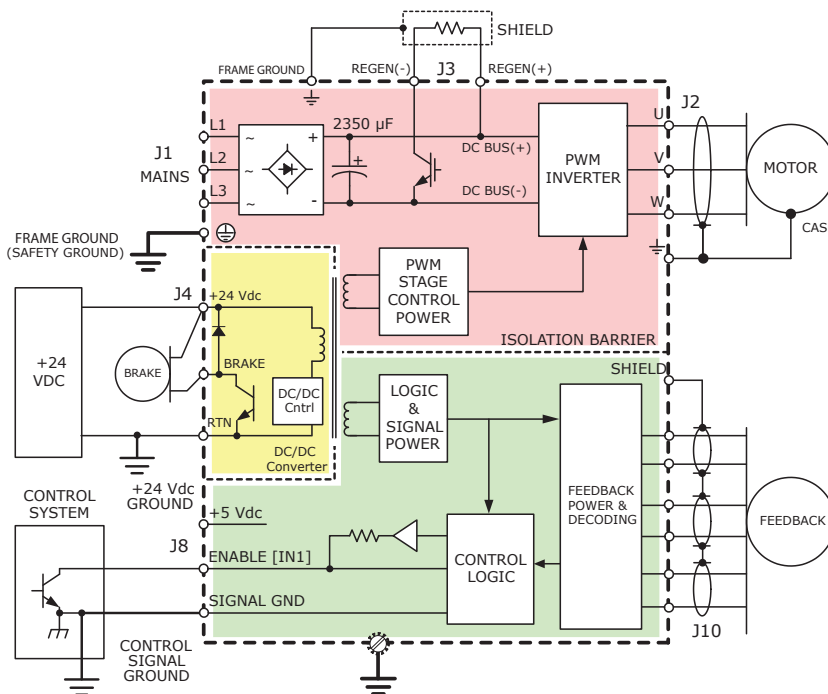 SHIELD
FRAME GROUND
REGEN(-)
J3
REGEN(+)
J1
MAINS
L1
L2
L3
~
~
~
+
-
2350 µF
+
DC BUS(+)
DC BUS(-)
PWM
INVERTER
U
V
W
J2
MOTOR
CAS
FRAME GROUND
(SAFETY GROUND)
PWM
STAGE
CONTROL
POWER
ISOLATION BARRIER
J4
+24 Vdc
+24
VDC
BRAKE
BRAKE
RTN
DC/DC
Cntrl
DC/DC
Converter
+24 Vdc
GROUND
LOGIC
&
SIGNAL
POWER
SHIELD
FEEDBACK
POWER &
DECODING
FEEDBACK
J10
CONTROL
SYSTEM
J8
+5 Vdc
ENABLE [IN1]
SIGNAL GND
CONTROL
LOGIC
CONTROL
SIGNAL
GROUND